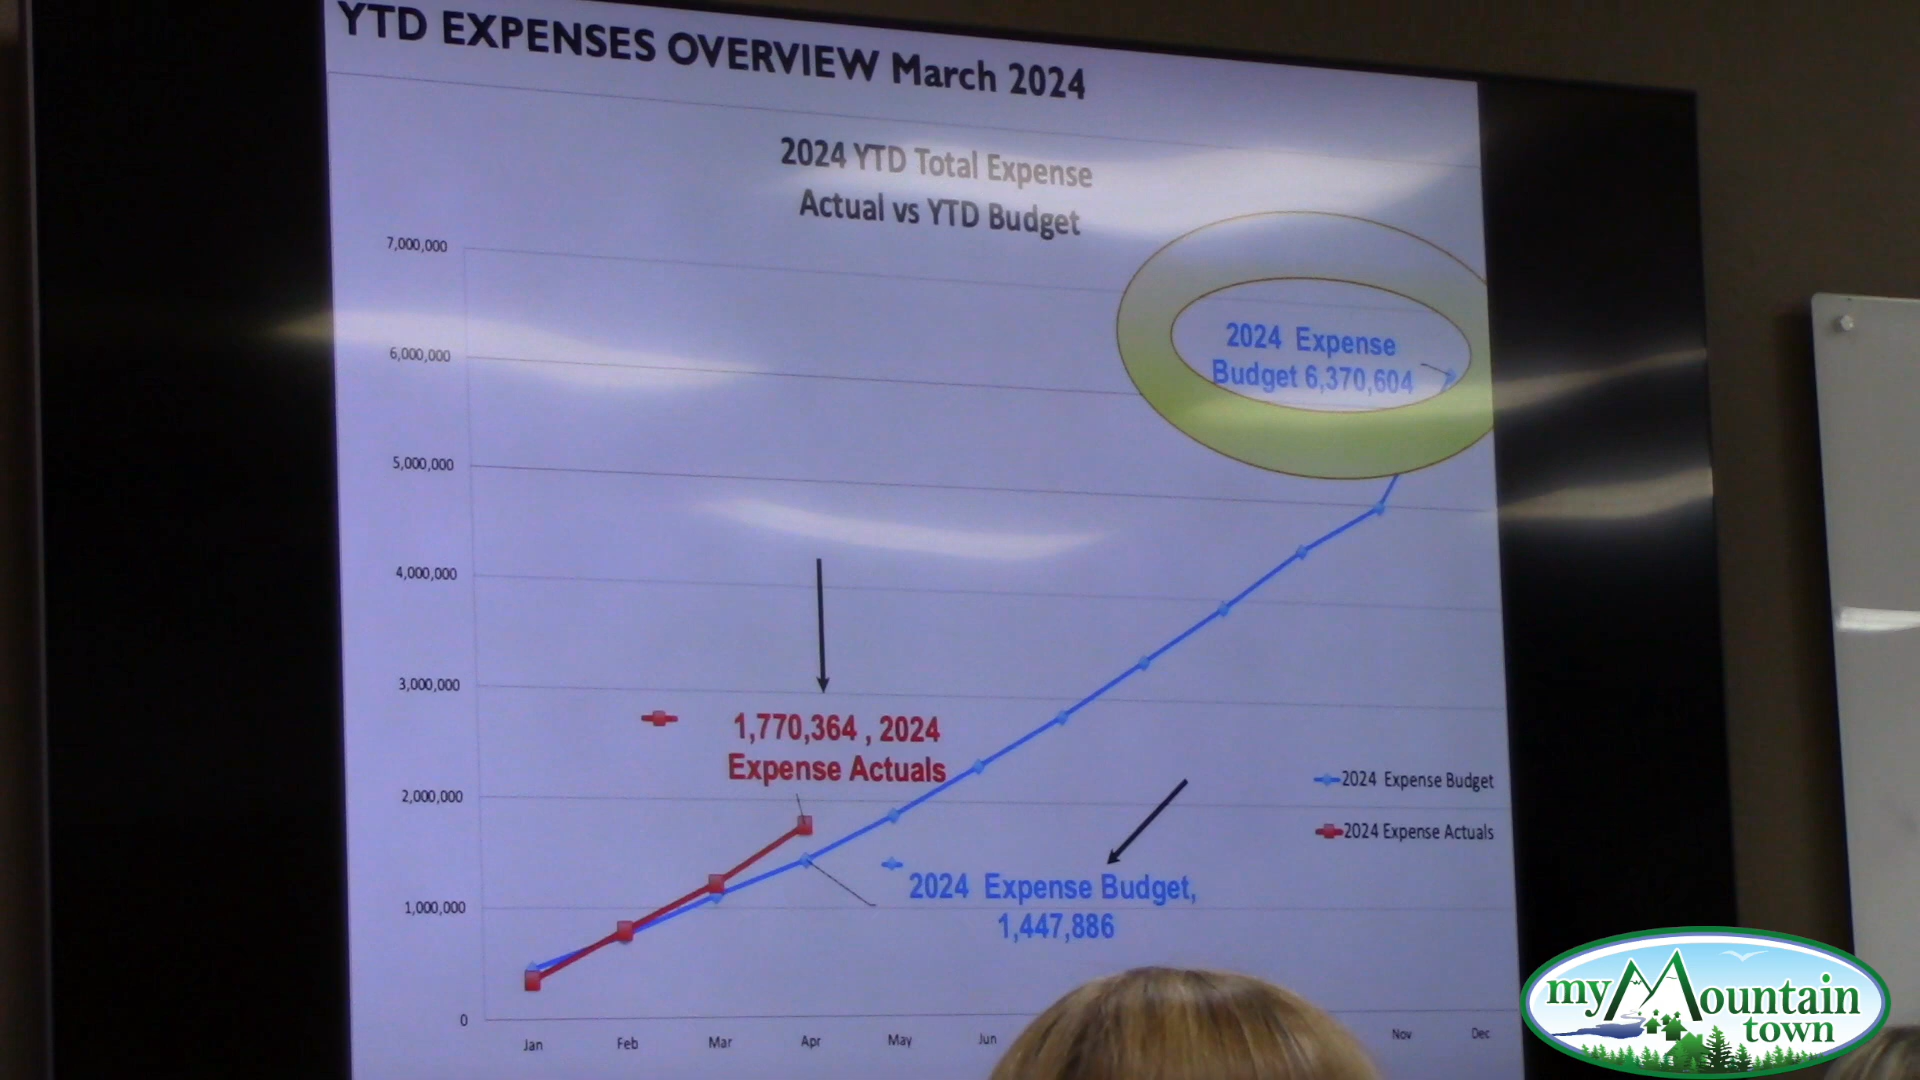 YTD EXPENSES OVERVIEW March 2024
2024 YTD Total Expense
Actual vs YTD Budget
7,000,000
6,000,000
5,000,000
4,000,000
3,000,000
2,000,000
1,000,000
0
2024 Expense
Budget 6,370,604
1,770,364 , 2024
Expense Actuals
2024 Expense Budget
2024 Expense Actuals
2024 Expense Budget,
1,447,886
Jan Feb Mar Apr May Jun Nov Dec
my Mountain
town